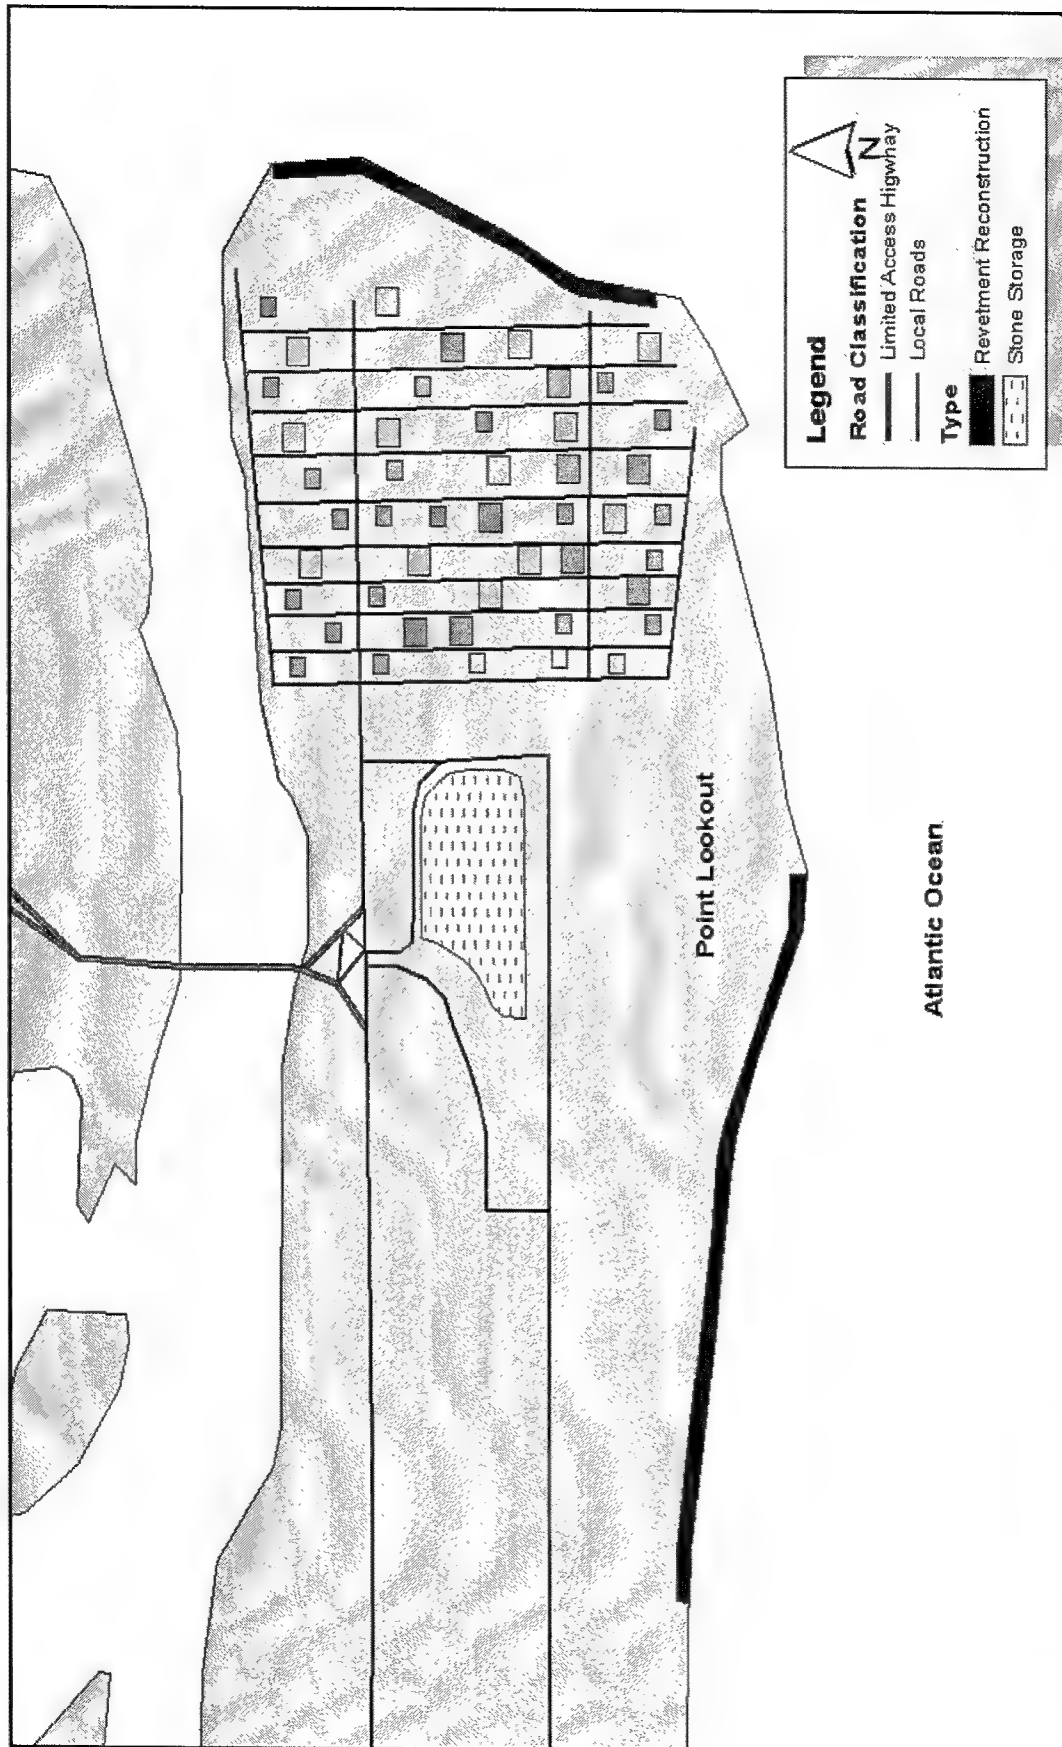 Point Lookout
Atlantic Ocean
Legend
Road Classification
Limited Access Higwhay
Local Roads
Type
Revetment Reconstruction
Stone Storage
N